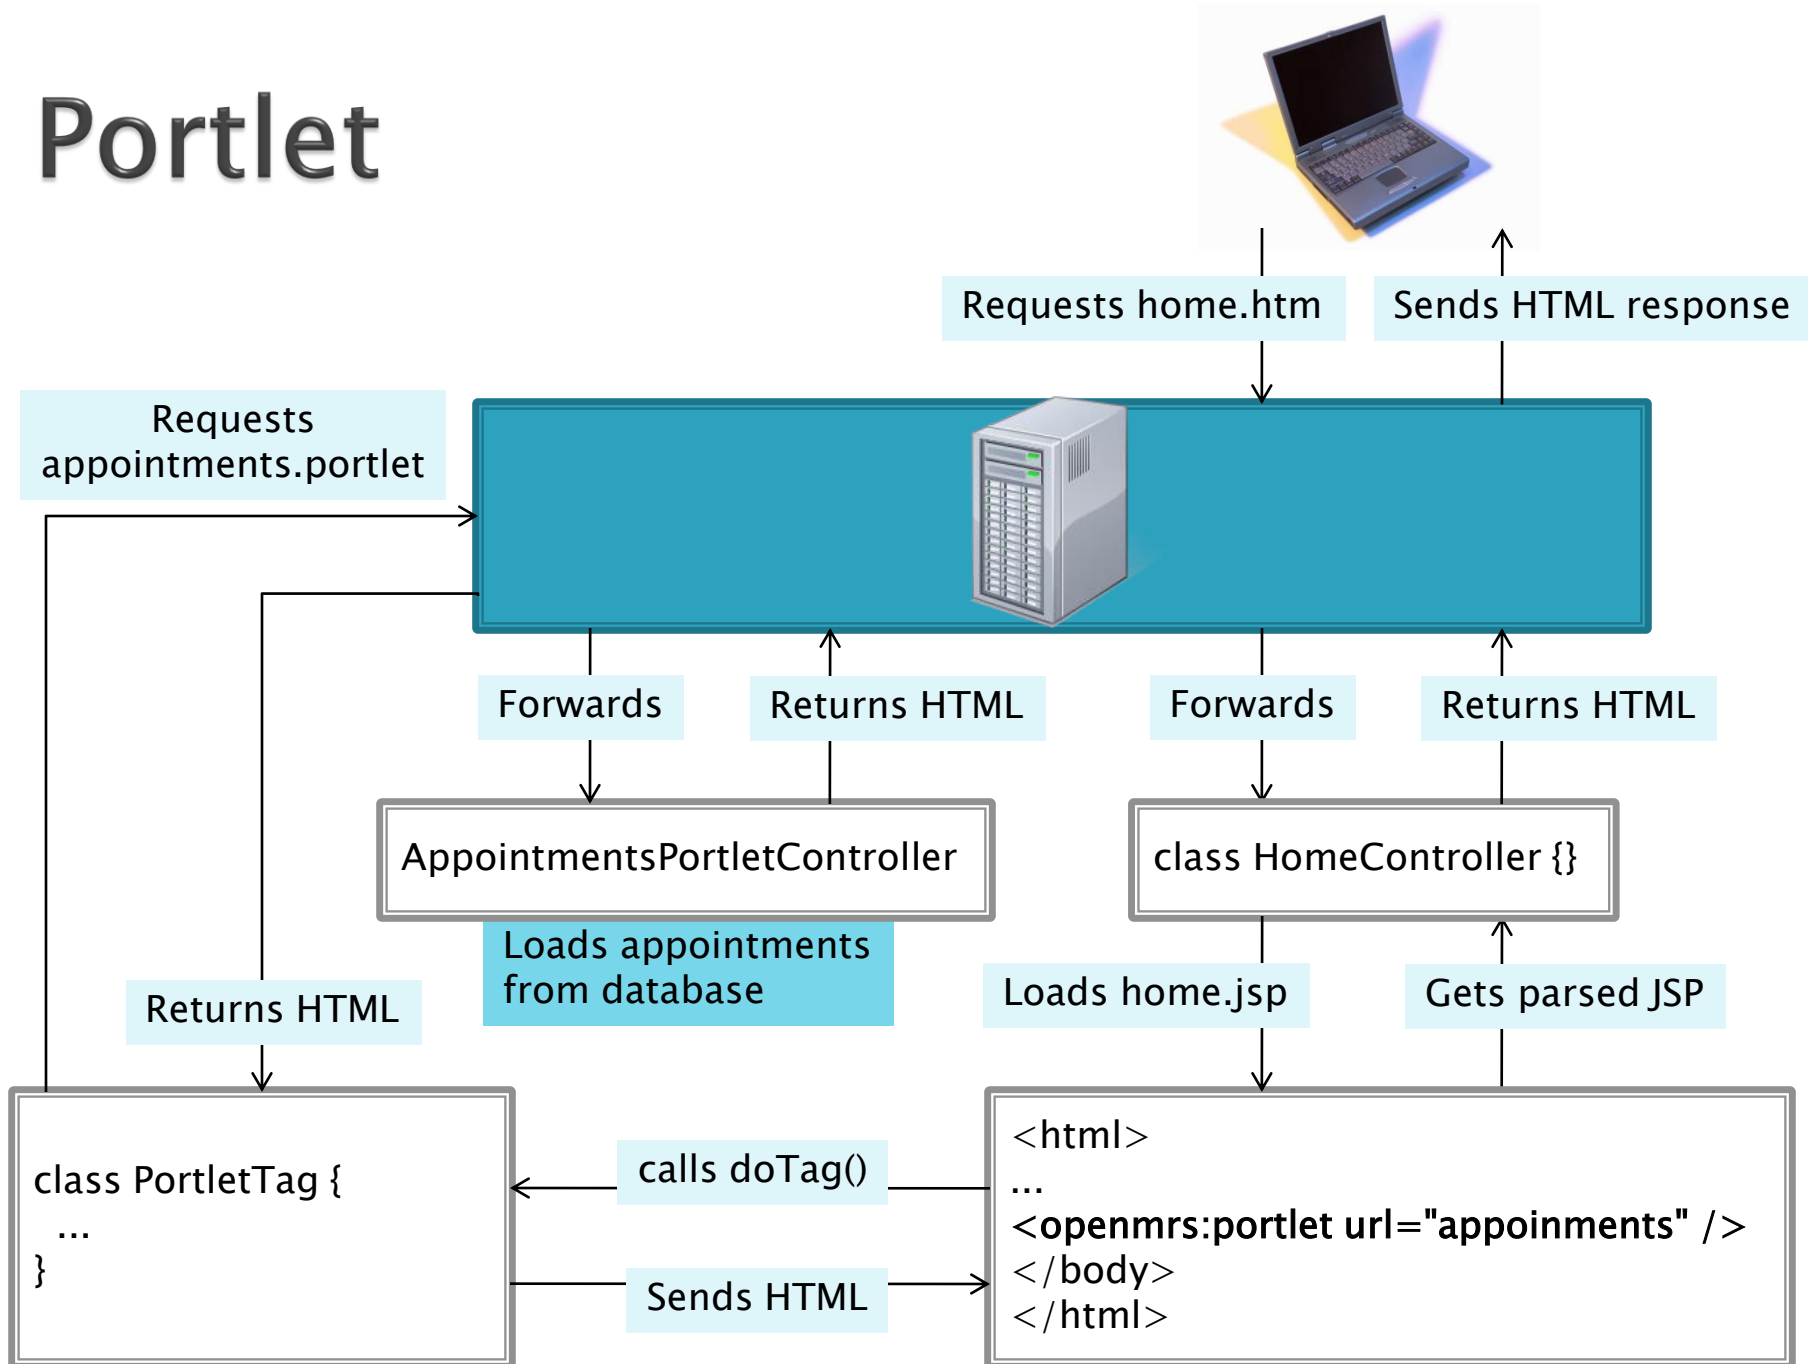 Portlet
Requests home.htm
Sends HTML response
Requests
appointments.portlet
Forwards
Returns HTML
Forwards
Returns HTML
AppointmentsPortletController
class HomeController {}
Loads appointments
from database
Returns HTML
Loads home.jsp
Gets parsed JSP
class PortletTag {
...
}
calls doTag()
Sends HTML
<html>
...
<openmrs:portlet url="appoinments" />
</body>
</html>